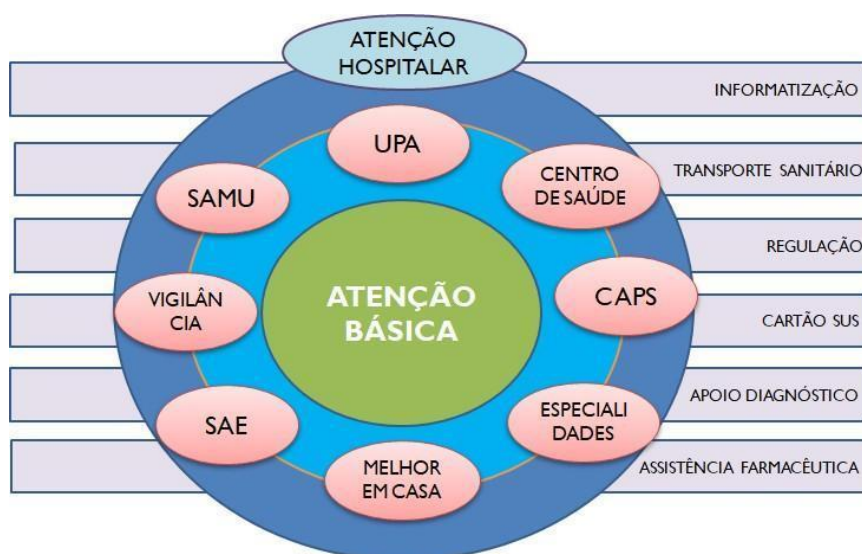 ATENÇÃO
HOSPITALAR
INFORMATIZAÇÃO
UPA
CENTRO
DE SAÚDE
TRANSPORTE SANITÁRIO
SAMU
REGULAÇÃO
ATENÇÃO
BÁSICA
VIGILÂN
CIA
CAPS
CARTÃO SUS
APOIO DIAGNÓSTICO
SAE
ESPECIALI
DADES
MELHOR
EM CASA
ASSISTÊNCIA FARMACÊUTICA